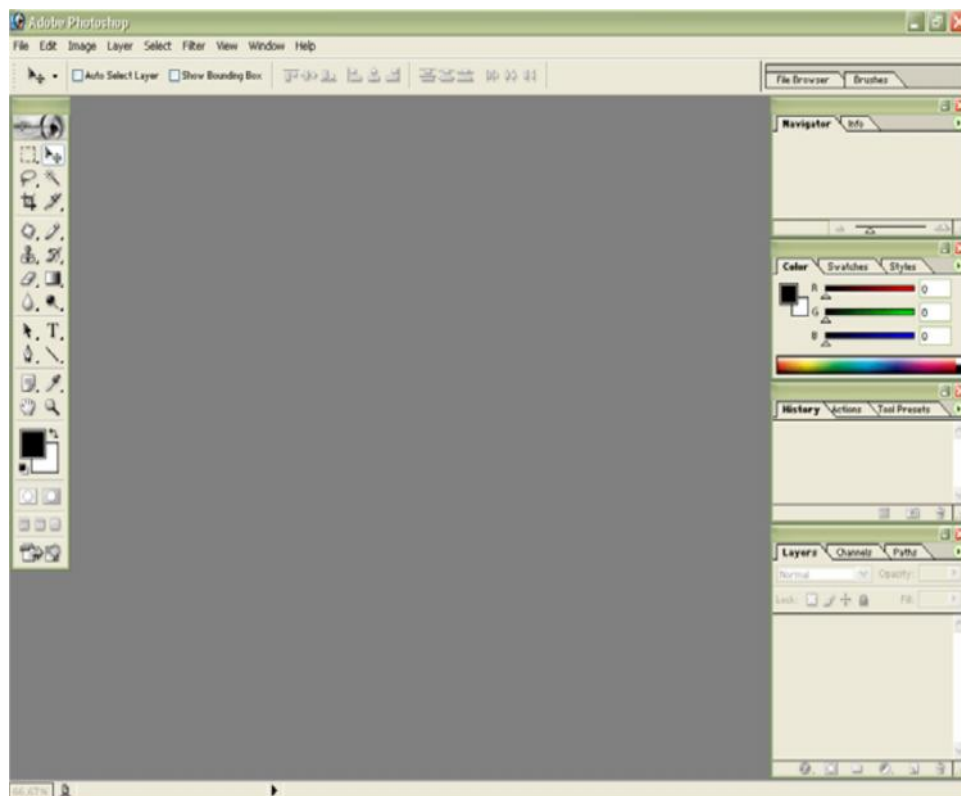 Adobe Photoshop
File Edit Image Layer Select Filter View Window Help
Auto Select Layer Show Bounding Box
File Browser Brushes
Navigator Info
Color Swatches Styles
R 0
G 0
B 0
History Actions Tool Presets
Layers Channels Paths
Normal Opacity:
Lock: Fill:
66.67%